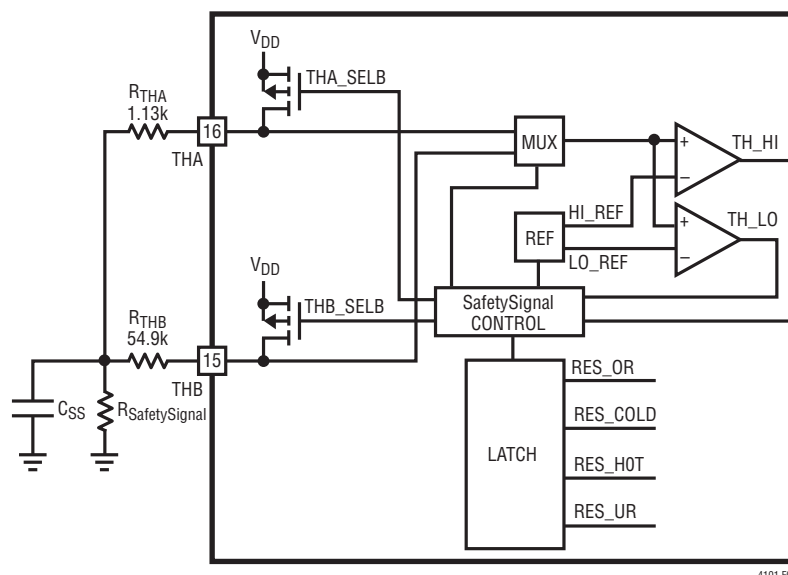 VDD
THA_SELB
RTHA
1.13k
16
THA
MUX
TH_HI
+
–
HI_REF
TH_LO
+
–
REF
LO_REF
VDD
THB_SELB
SafetySignal
CONTROL
RTHB
54.9k
15
THB
CSS
RSafetySignal
RES_OR
RES_COLD
LATCH
RES_H0T
RES_UR